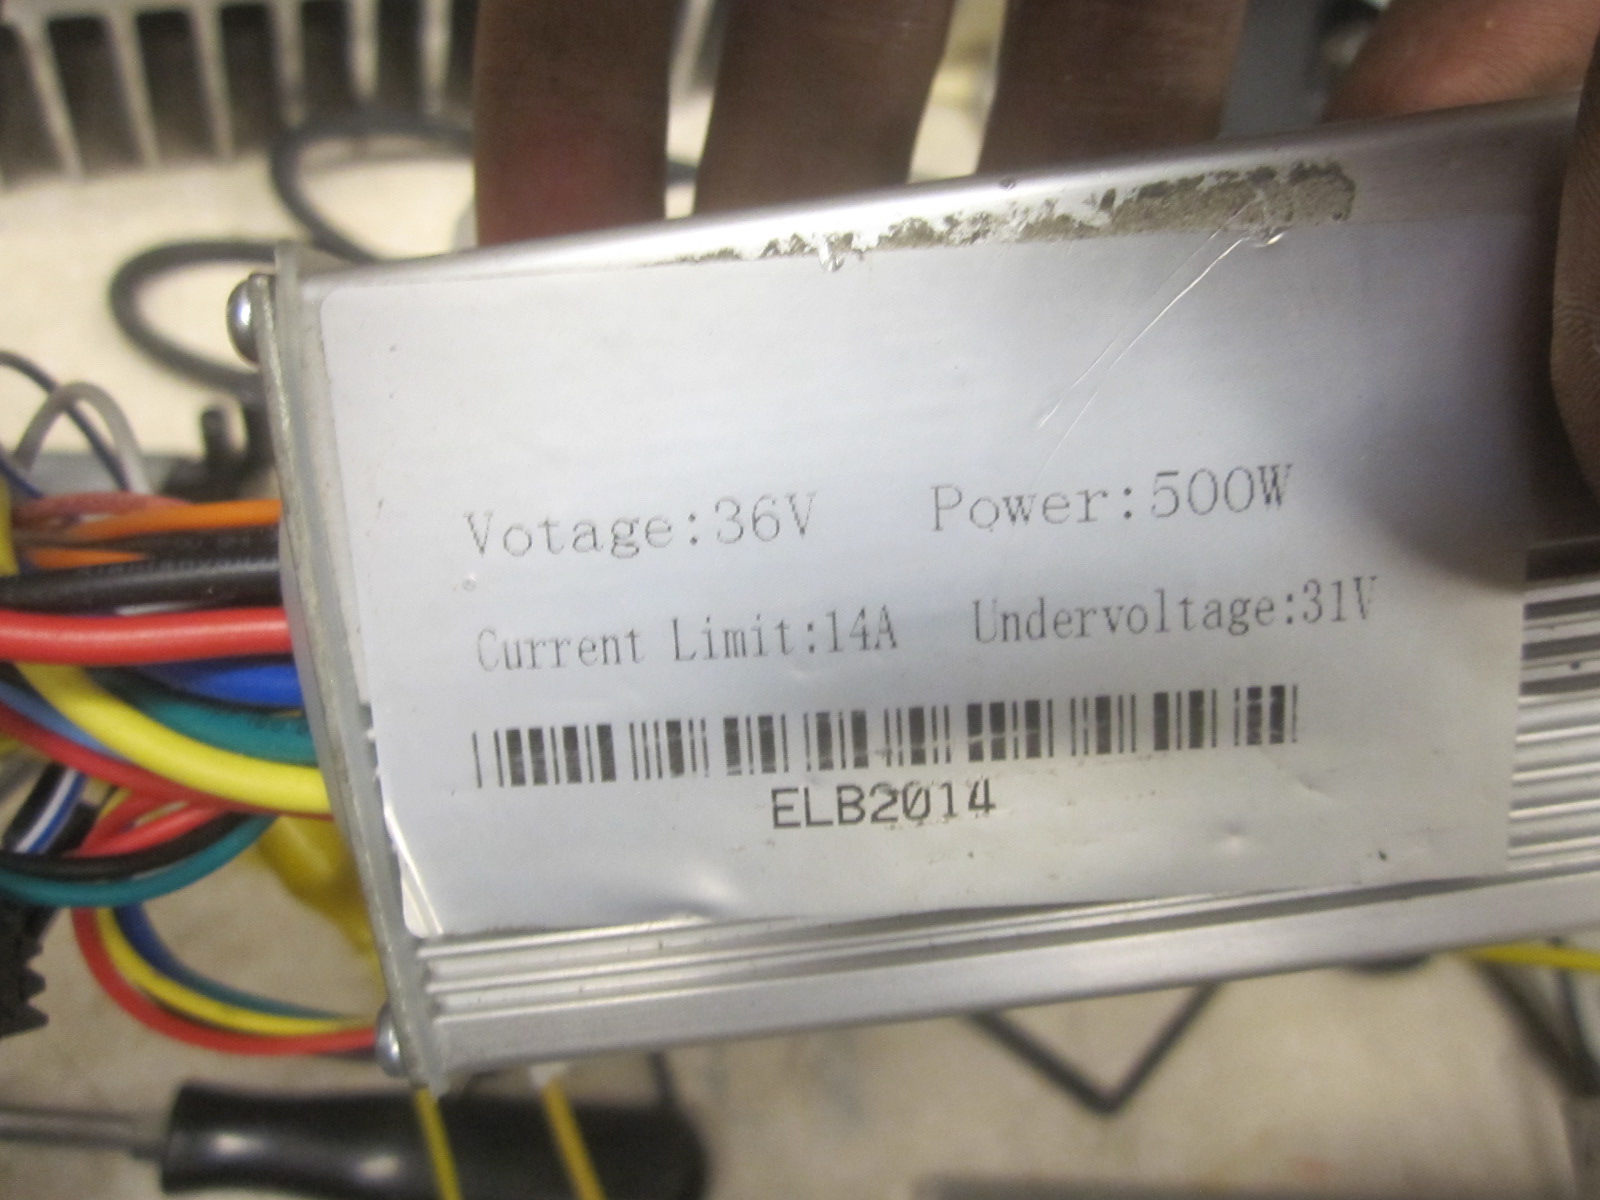 Votage:36V Power:500W
Current Limit:14A Undervoltage:31V
ELB2014